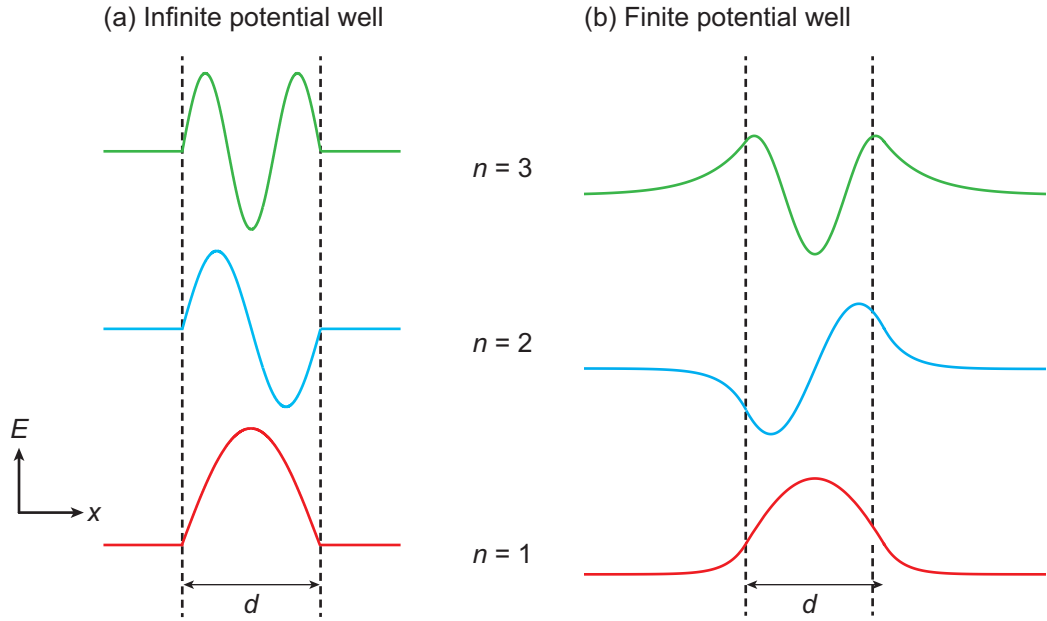 (a) Infinite potential well
(b) Finite potential well
n = 3
n = 2
n = 1
E
x
d
d